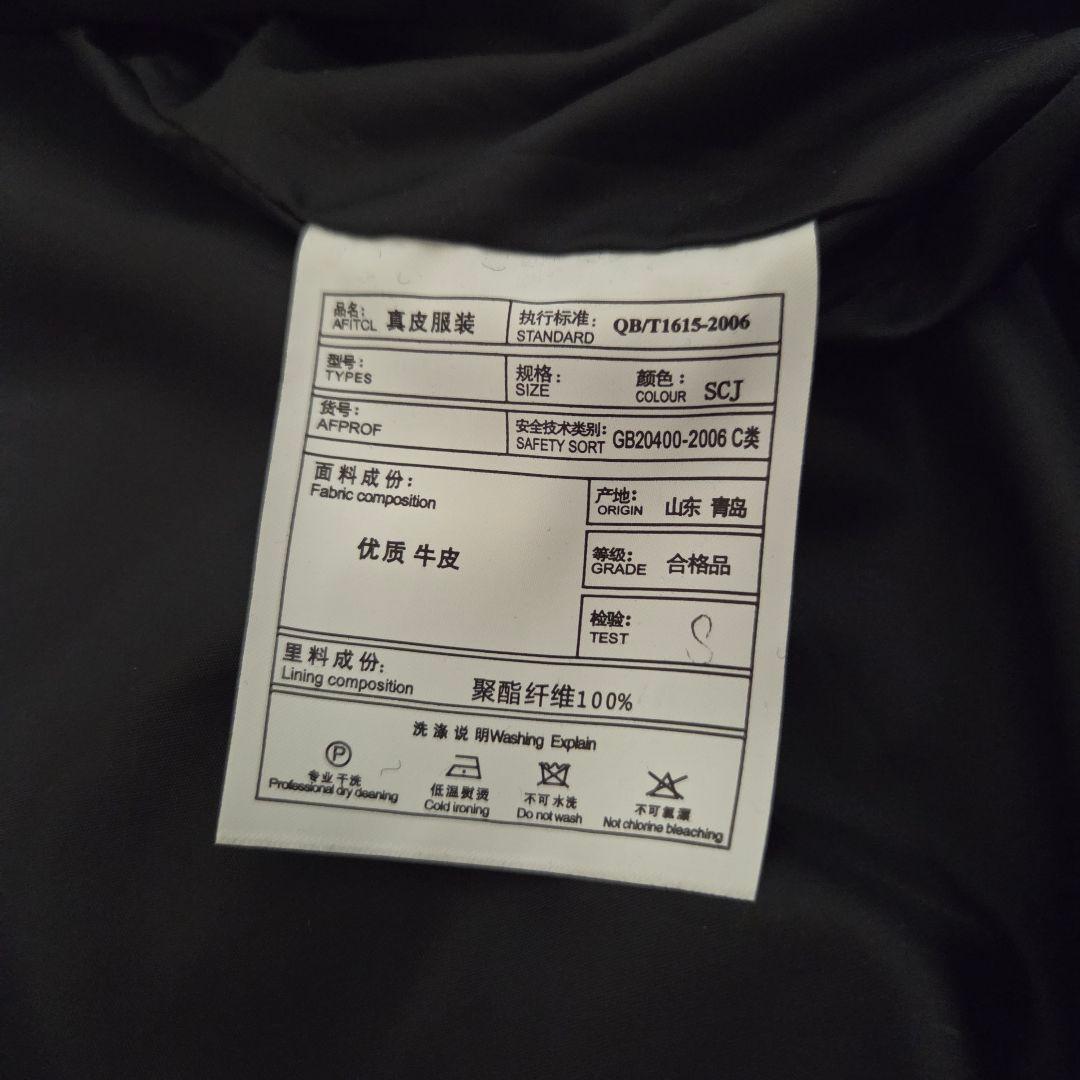 品名: 真皮服装
AFITCL
执行标准: QB/T1615-2006
STANDARD
型号:
TYPES
规格:
SIZE
颜色: SCJ
COLOUR
货号:
AFPROF
安全技术类别: GB20400-2006 C类
SAFETY SORT
面料成份:
Fabric composition
优质 牛皮
产地: 山东 青岛
ORIGIN
等级: 合格品
GRADE
检验:
TEST
S
里料成份:
Lining composition
聚酯纤维100%
洗涤说明Washing Explain
P
专业干洗
Professional dry cleaning
低温熨烫
Cold ironing
不可水洗
Do not wash
不可氯漂
Not chlorine bleaching